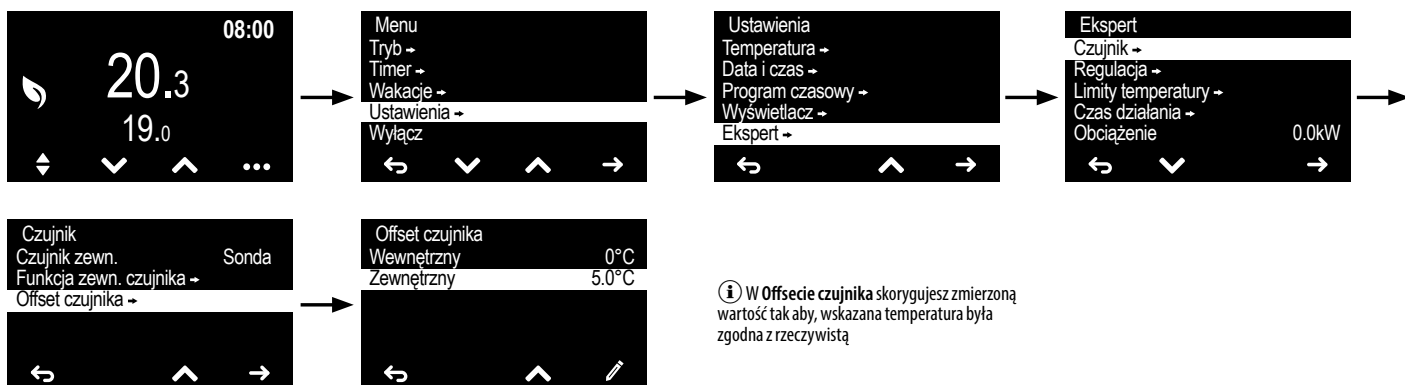 08:00
20.3
19.0
Menu
Tryb →
Timer →
Wakacje →
Ustawienia →
Wyłącz
Ustawienia
Temperatura →
Data i czas →
Program czasowy →
Wyświetlacz →
Ekspert →
Ekspert
Czujnik →
Regulacja →
Limity temperatury →
Czas działania →
Obciążenie 0.0kW
Czujnik
Czujnik zewn. Sonda
Funkcja zewn. czujnika →
Offset czujnika →
Offset czujnika
Wewnętrzny 0°C
Zewnętrzny 5.0°C
i W Offsecie czujnika skorygujesz zmierzoną
wartość tak aby, wskazana temperatura była
zgodna z rzeczywistą